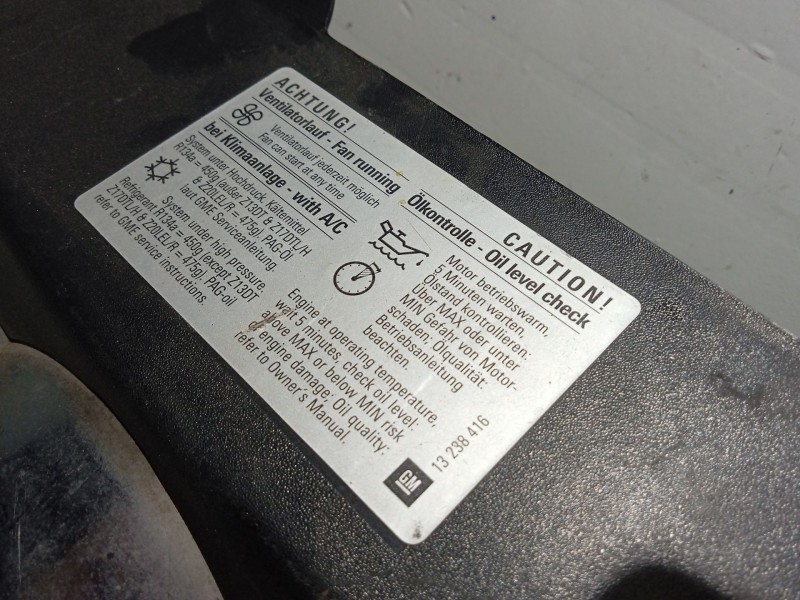 ACHTUNG!
Ventilatorlauf - Fan running
Ventilatorlauf jederzeit möglich
Fan can start at any time
bei Klimaanlage - with A/C
System unter Hochdruck. Kältemittel
R134a = 450g (außer Z13DT & Z17DTL/H
& Z20LE/R = 475g). PAG-Öl
laut GME Serviceanleitung.
System under high pressure.
Refrigerant R134a = 450g (except Z13DT
Z17DTL/H & Z20LE/R = 475g). PAG-oil
refer to GME service instructions.
CAUTION!
Ölkontrolle - Oil level check
Motor betriebswarm,
5 Minuten warten,
Ölstand kontrollieren:
Über MAX oder unter
MIN Gefahr von Motor-
schaden; Ölqualität:
Betriebsanleitung
beachten.
Engine at operating temperature,
wait 5 minutes, check oil level:
above MAX or below MIN risk
of engine damage; Oil quality:
refer to Owner's Manual.
GM
13 238 416